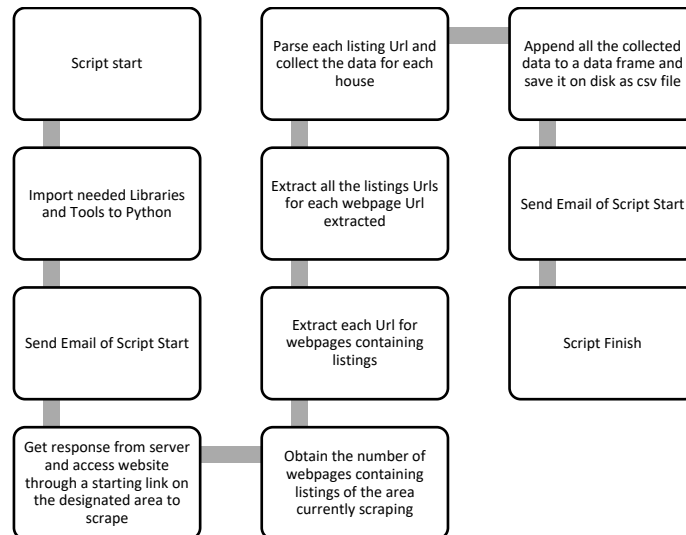 Script start
Import needed Libraries
and Tools to Python
Send Email of Script Start
Get response from server
and access website
through a starting link on
the designated area to
scrape
Obtain the number of
webpages containing
listings of the area
currently scraping
Extract each Url for
webpages containing
listings
Extract all the listings Urls
for each webpage Url
extracted
Parse each listing Url and
collect the data for each
house
Append all the collected
data to a data frame and
save it on disk as csv file
Send Email of Script Start
Script Finish